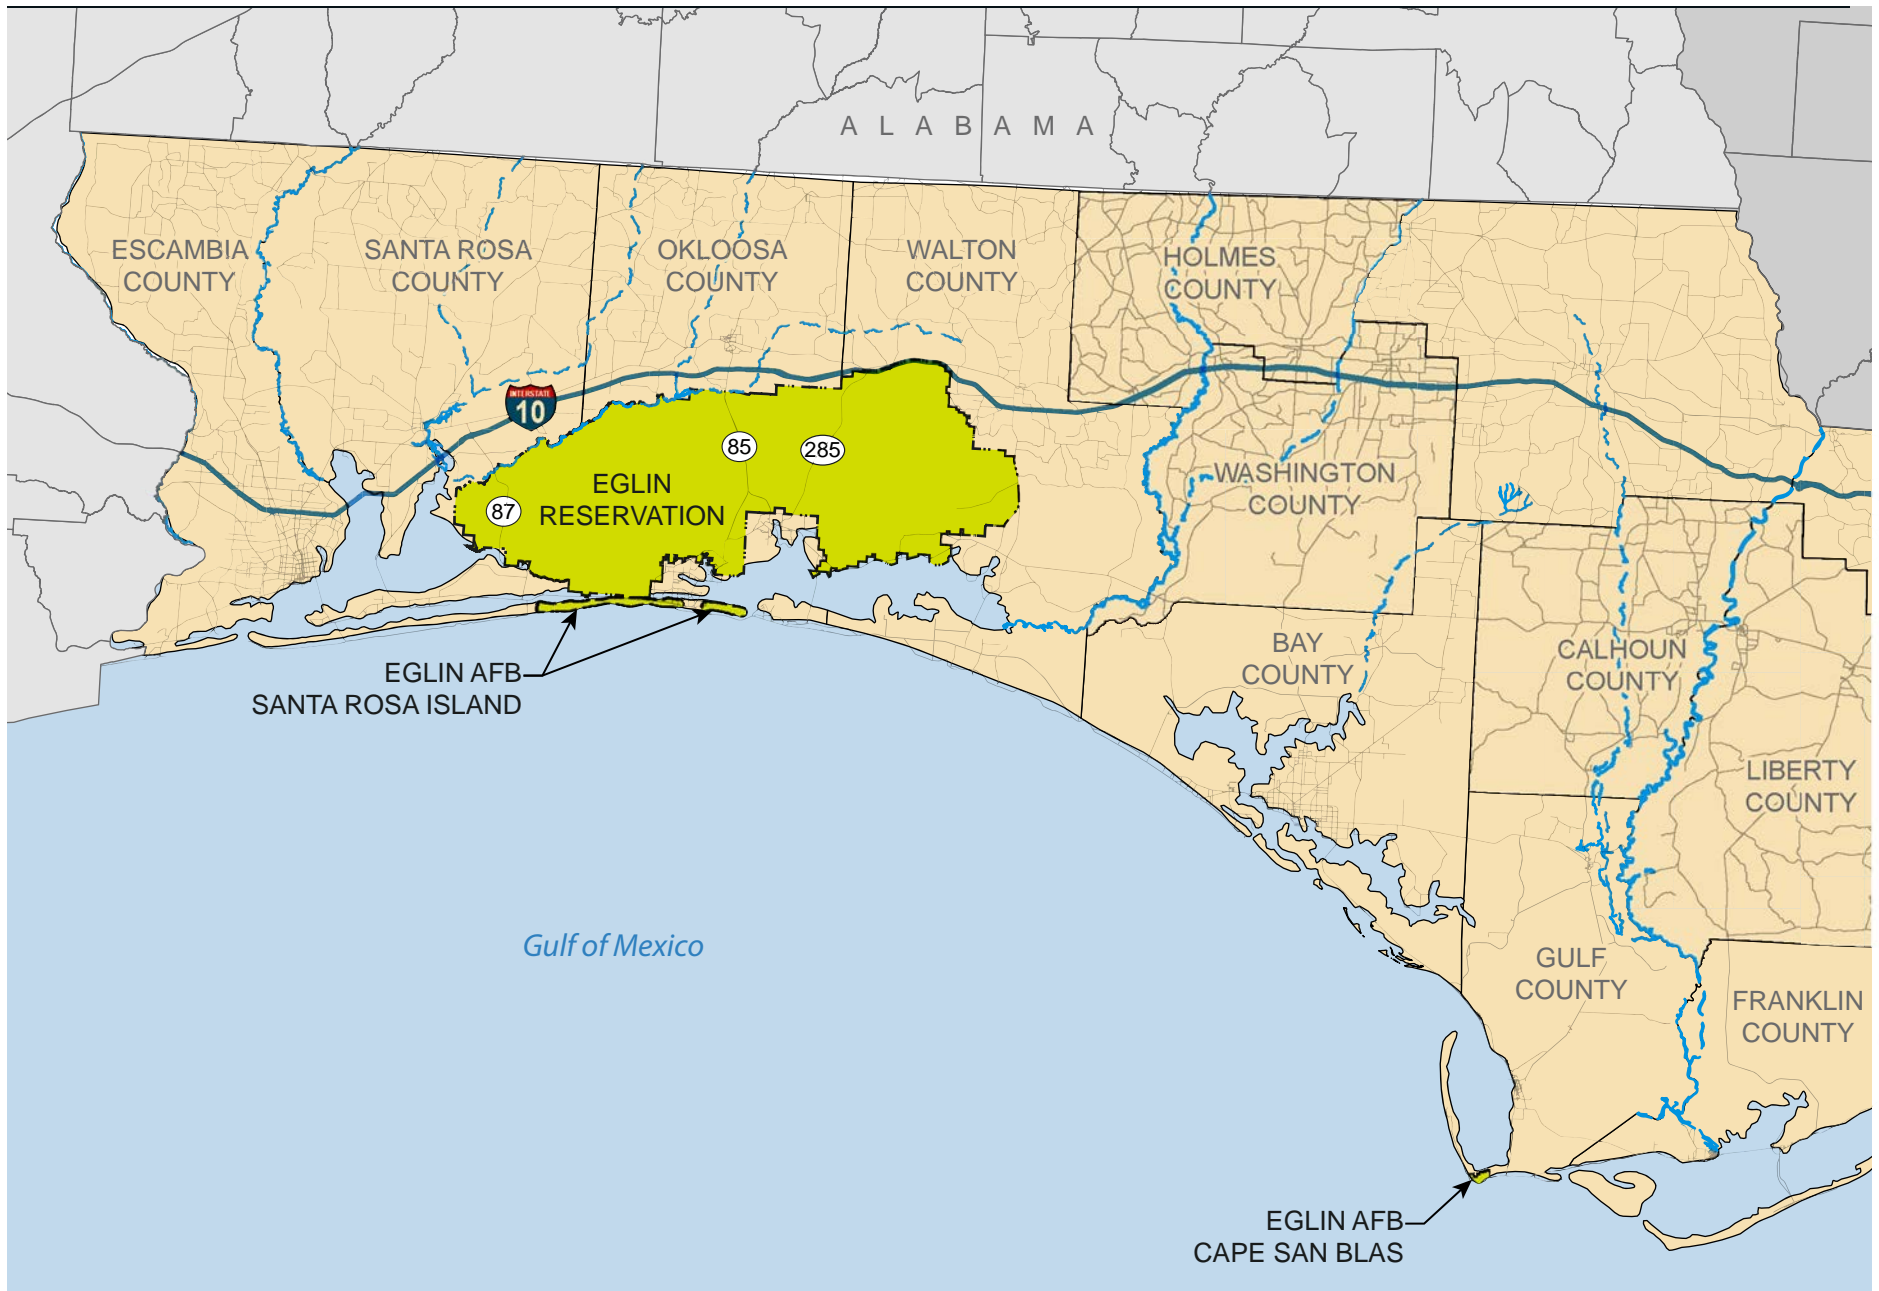 A L A B A M A
ESCAMBIA
COUNTY
SANTA ROSA
COUNTY
OKLOOSA
COUNTY
WALTON
COUNTY
HOLMES
COUNTY
INTERSTATE
10
85
285
87
EGLIN
RESERVATION
WASHINGTON
COUNTY
BAY
COUNTY
CALHOUN
COUNTY
EGLIN AFB
SANTA ROSA ISLAND
LIBERTY
COUNTY
Gulf of Mexico
GULF
COUNTY
FRANKLIN
COUNTY
EGLIN AFB
CAPE SAN BLAS